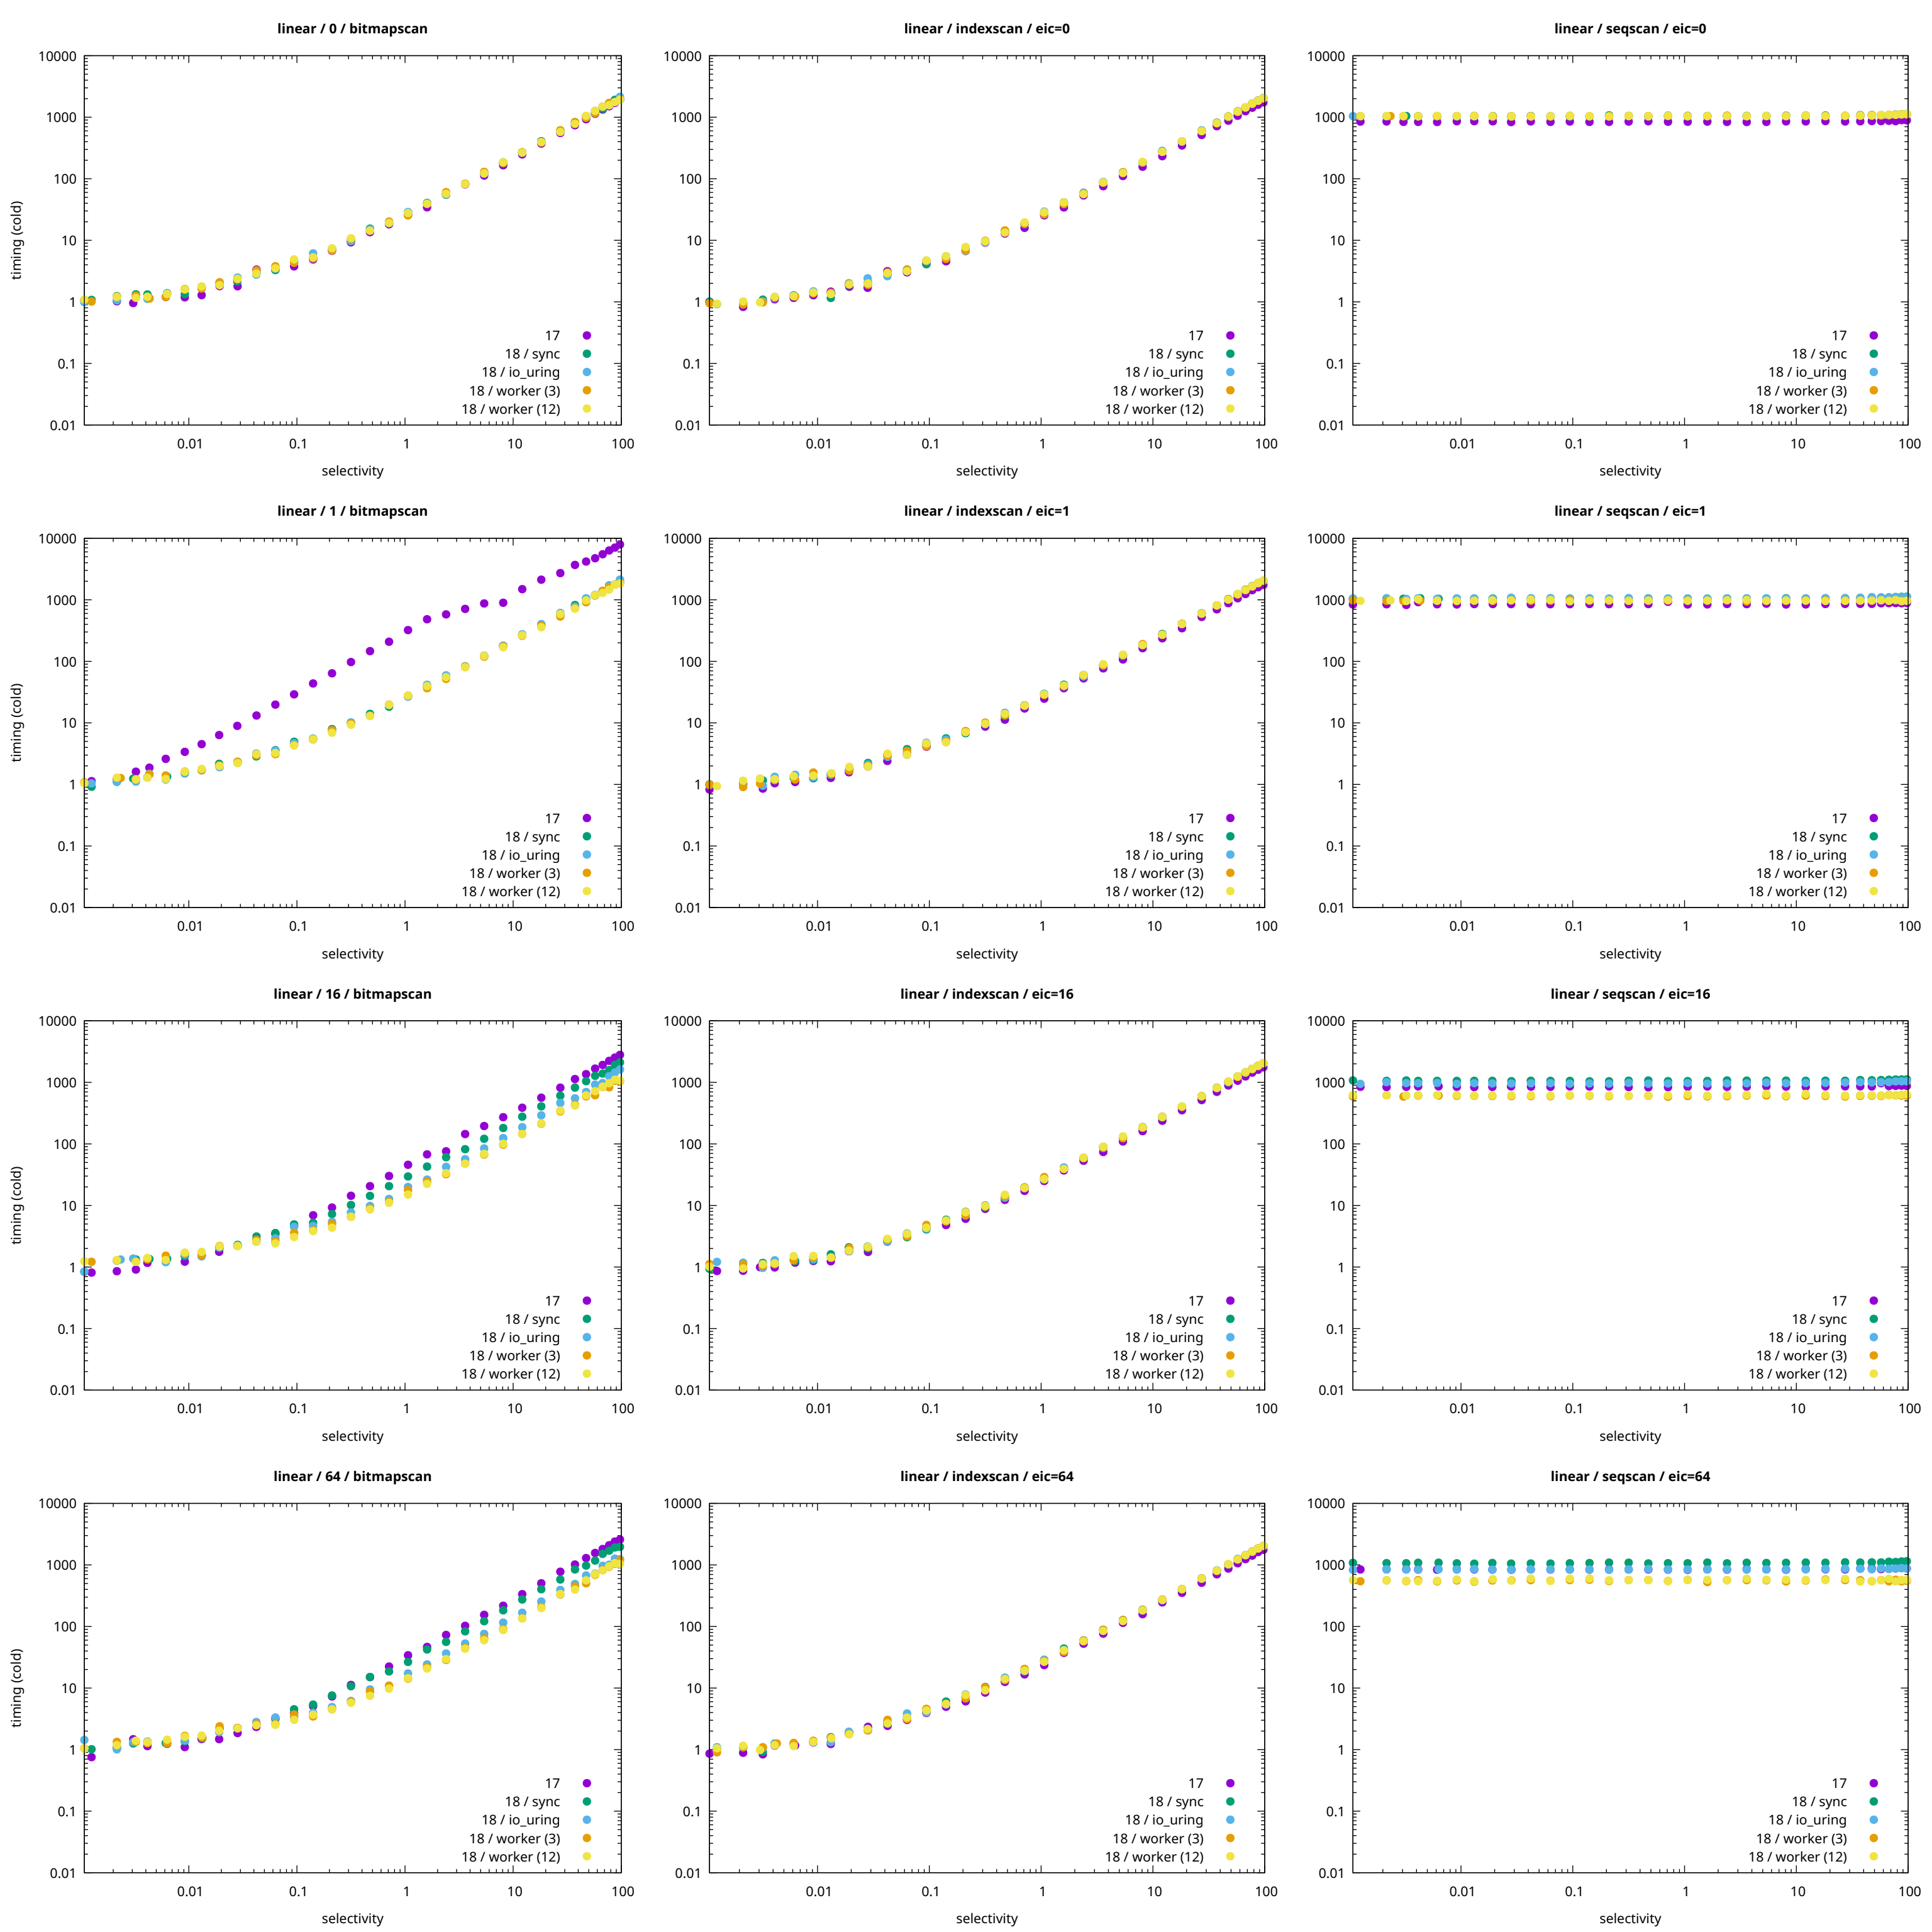 linear / 0 / bitmapscan
timing (cold)
10000
1000
100
10
1
0.1
0.01
0.01
0.1
1
10
100
selectivity
17
18 / sync
18 / io_uring
18 / worker (3)
18 / worker (12)
linear / indexscan / eic=0
10000
1000
100
10
1
0.1
0.01
0.01
0.1
1
10
100
selectivity
17
18 / sync
18 / io_uring
18 / worker (3)
18 / worker (12)
linear / seqscan / eic=0
10000
1000
100
10
1
0.1
0.01
0.01
0.1
1
10
100
selectivity
17
18 / sync
18 / io_uring
18 / worker (3)
18 / worker (12)
linear / 1 / bitmapscan
timing (cold)
10000
1000
100
10
1
0.1
0.01
0.01
0.1
1
10
100
selectivity
17
18 / sync
18 / io_uring
18 / worker (3)
18 / worker (12)
linear / indexscan / eic=1
10000
1000
100
10
1
0.1
0.01
0.01
0.1
1
10
100
selectivity
17
18 / sync
18 / io_uring
18 / worker (3)
18 / worker (12)
linear / seqscan / eic=1
10000
1000
100
10
1
0.1
0.01
0.01
0.1
1
10
100
selectivity
17
18 / sync
18 / io_uring
18 / worker (3)
18 / worker (12)
linear / 16 / bitmapscan
timing (cold)
10000
1000
100
10
1
0.1
0.01
0.01
0.1
1
10
100
selectivity
17
18 / sync
18 / io_uring
18 / worker (3)
18 / worker (12)
linear / indexscan / eic=16
10000
1000
100
10
1
0.1
0.01
0.01
0.1
1
10
100
selectivity
17
18 / sync
18 / io_uring
18 / worker (3)
18 / worker (12)
linear / seqscan / eic=16
10000
1000
100
10
1
0.1
0.01
0.01
0.1
1
10
100
selectivity
17
18 / sync
18 / io_uring
18 / worker (3)
18 / worker (12)
linear / 64 / bitmapscan
timing (cold)
10000
1000
100
10
1
0.1
0.01
0.01
0.1
1
10
100
selectivity
17
18 / sync
18 / io_uring
18 / worker (3)
18 / worker (12)
linear / indexscan / eic=64
10000
1000
100
10
1
0.1
0.01
0.01
0.1
1
10
100
selectivity
17
18 / sync
18 / io_uring
18 / worker (3)
18 / worker (12)
linear / seqscan / eic=64
10000
1000
100
10
1
0.1
0.01
0.01
0.1
1
10
100
selectivity
17
18 / sync
18 / io_uring
18 / worker (3)
18 / worker (12)